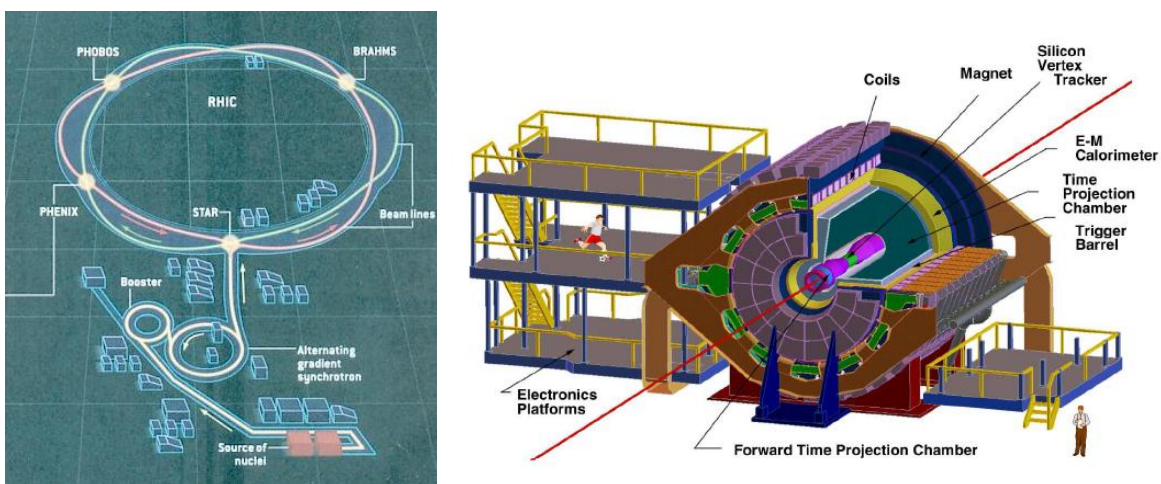 PHOBOS
BRAHMS
RHIC
PHENIX
STAR
Beam lines
Booster
Alternating
gradient
synchrotron
Source of
nuclei
Silicon
Vertex
Tracker
Magnet
Coils
E-M
Calorimeter
Time
Projection
Chamber
Trigger
Barrel
Electronics
Platforms
Forward Time Projection Chamber